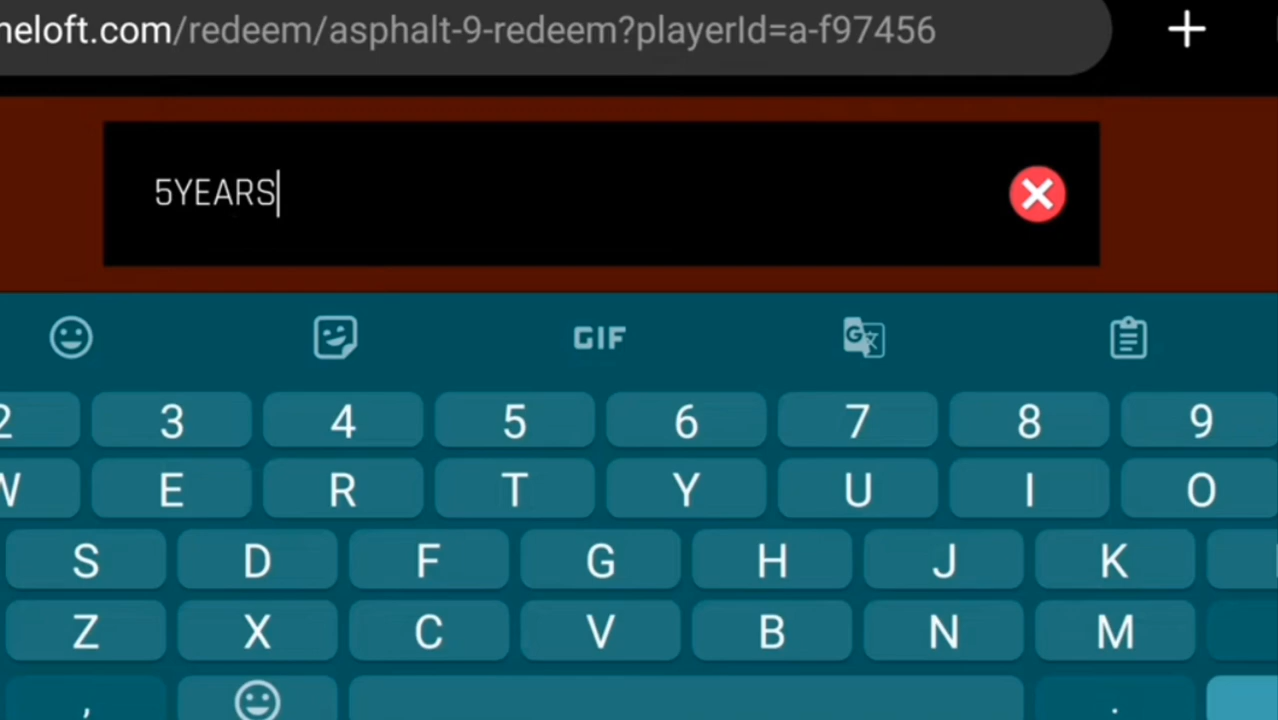 neloft.com/redeem/asphalt-9-redeem?playerId=a-f97456 +
5YEARS
GIF G
2 3 4 5 6 7 8 9
W E R T Y U I O
S D F G H J K
Z X C V B N M
, .